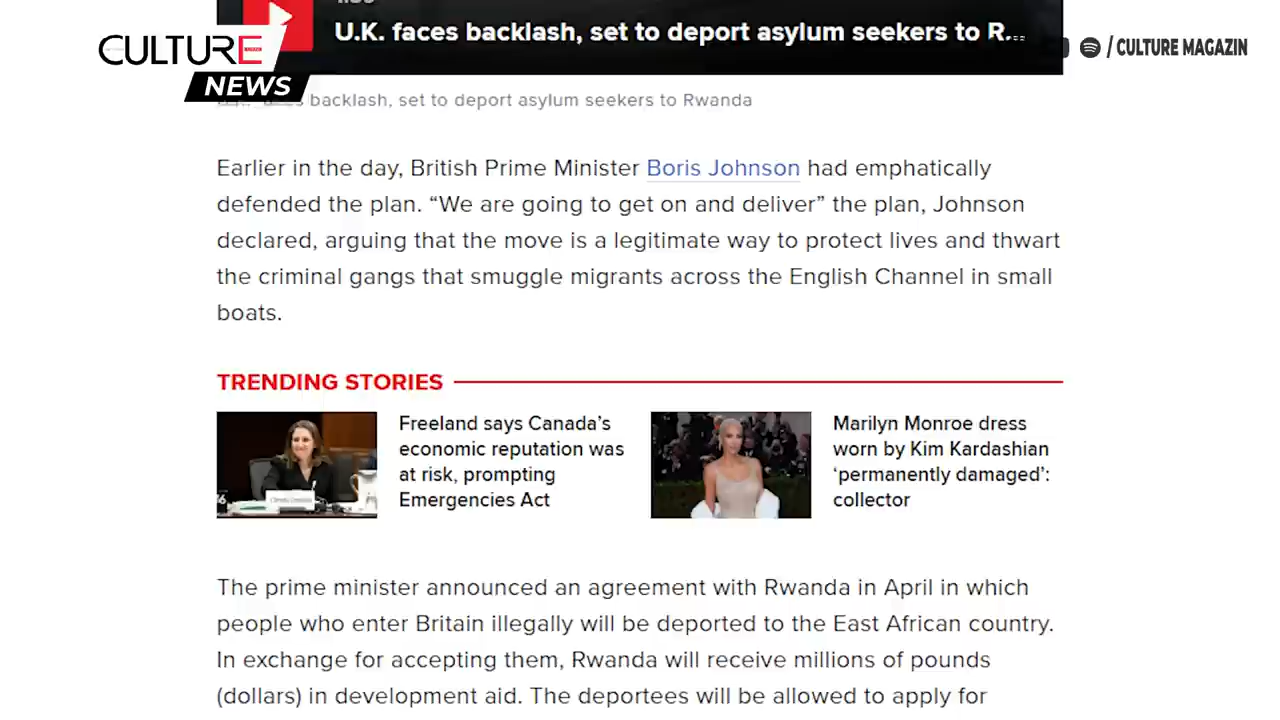 U.K. faces backlash, set to deport asylum seekers to R...
CULTURE
NEWS
/ CULTURE MAGAZIN
backlash, set to deport asylum seekers to Rwanda
Earlier in the day, British Prime Minister Boris Johnson had emphatically
defended the plan. “We are going to get on and deliver” the plan, Johnson
declared, arguing that the move is a legitimate way to protect lives and thwart
the criminal gangs that smuggle migrants across the English Channel in small
boats.
TRENDING STORIES
Freeland says Canada’s
economic reputation was
at risk, prompting
Emergencies Act
Marilyn Monroe dress
worn by Kim Kardashian
‘permanently damaged’:
collector
The prime minister announced an agreement with Rwanda in April in which
people who enter Britain illegally will be deported to the East African country.
In exchange for accepting them, Rwanda will receive millions of pounds
(dollars) in development aid. The deportees will be allowed to apply for